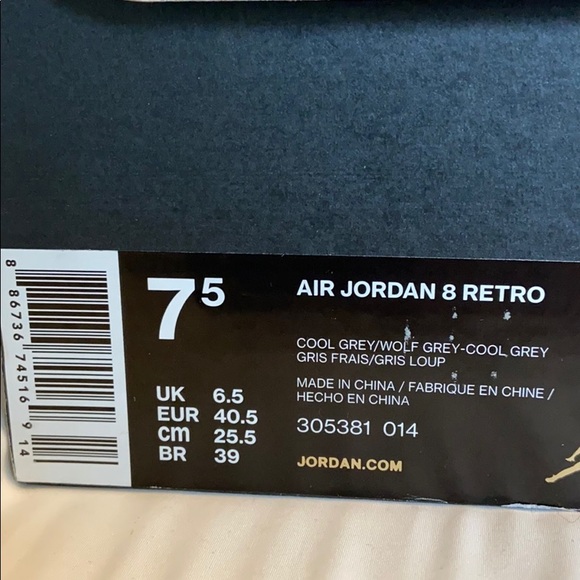 8 86736 74516 9 14
7 5
UK 6.5
EUR 40.5
cm 25.5
BR 39
AIR JORDAN 8 RETRO
COOL GREY/WOLF GREY-COOL GREY
GRIS FRAIS/GRIS LOUP
MADE IN CHINA / FABRIQUE EN CHINE /
HECHO EN CHINA
305381 014
JORDAN.COM